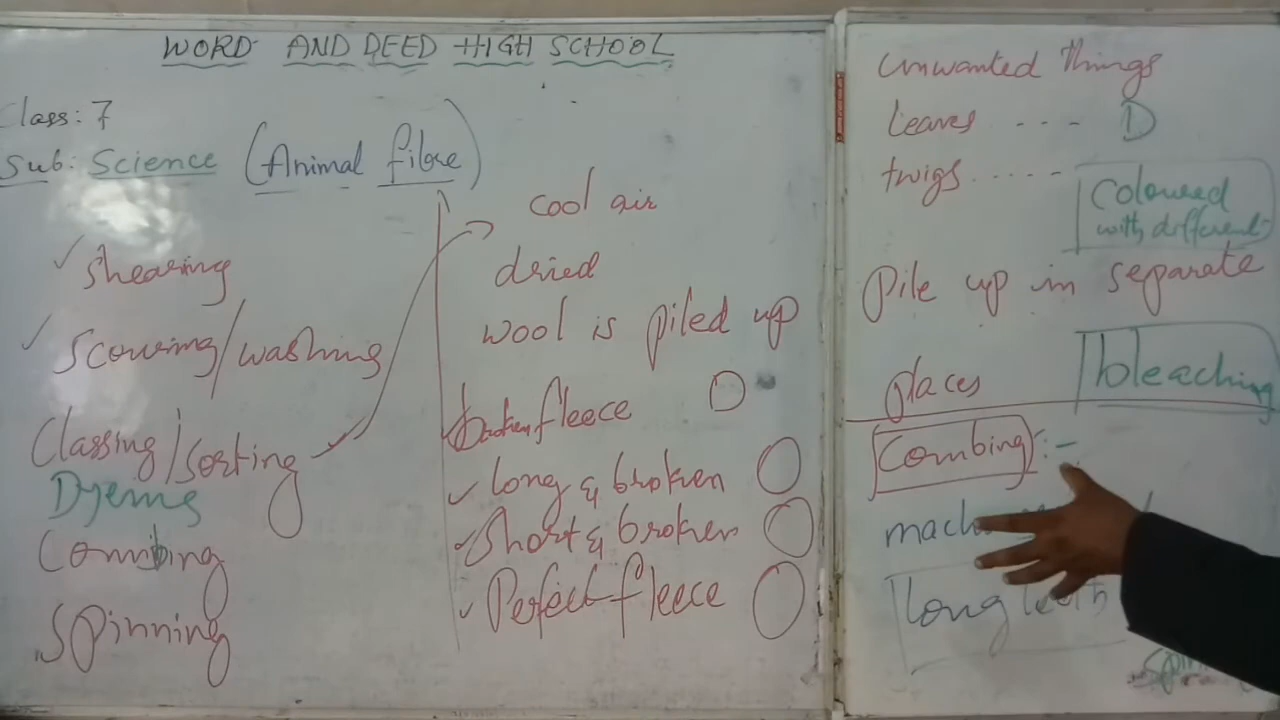 WORD AND DEED HIGH SCHOOL
Class: 7
Sub: Science (Animal fibre)
✓ Shearing
✓ Scouring/washing
Classing/sorting
Dyeing
Combing
Spinning
cool air
dried
wool is piled up
fleece
✓ long & broken
✓ Short & broken
✓ Perfect fleece
Unwanted Things
leaves ---- D
twigs......
Coloured
with different
Pile up in separate
places
bleaching
Combing :-
long teeth